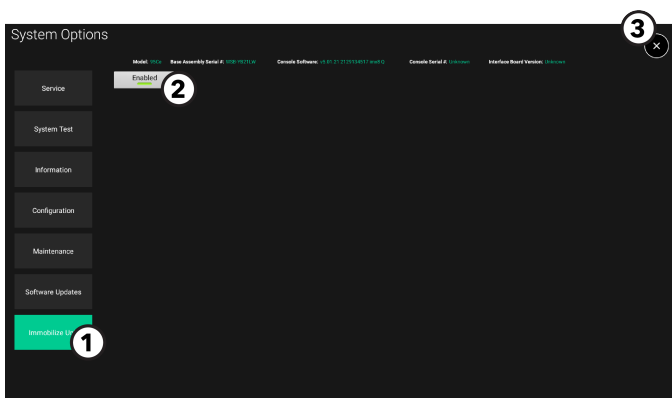 System Options
3
Model: 95Ce Base Assembly Serial #: Console Software: Console Serial #: Unknown Interface Board Version: Unknown
Enabled
2
Service
System Test
Information
Configuration
Maintenance
Software Updates
Immobilize
1